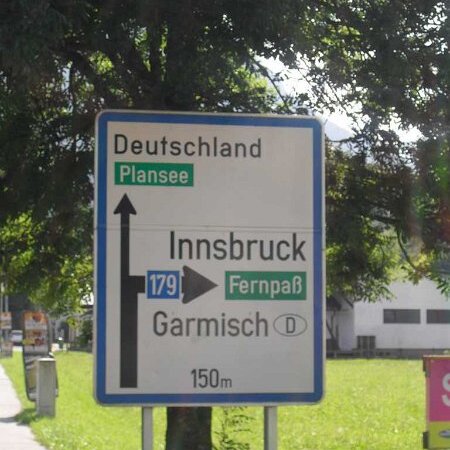 Deutschland
Plansee
Innsbruck
179 Fernpaß
Garmisch D
150m
S